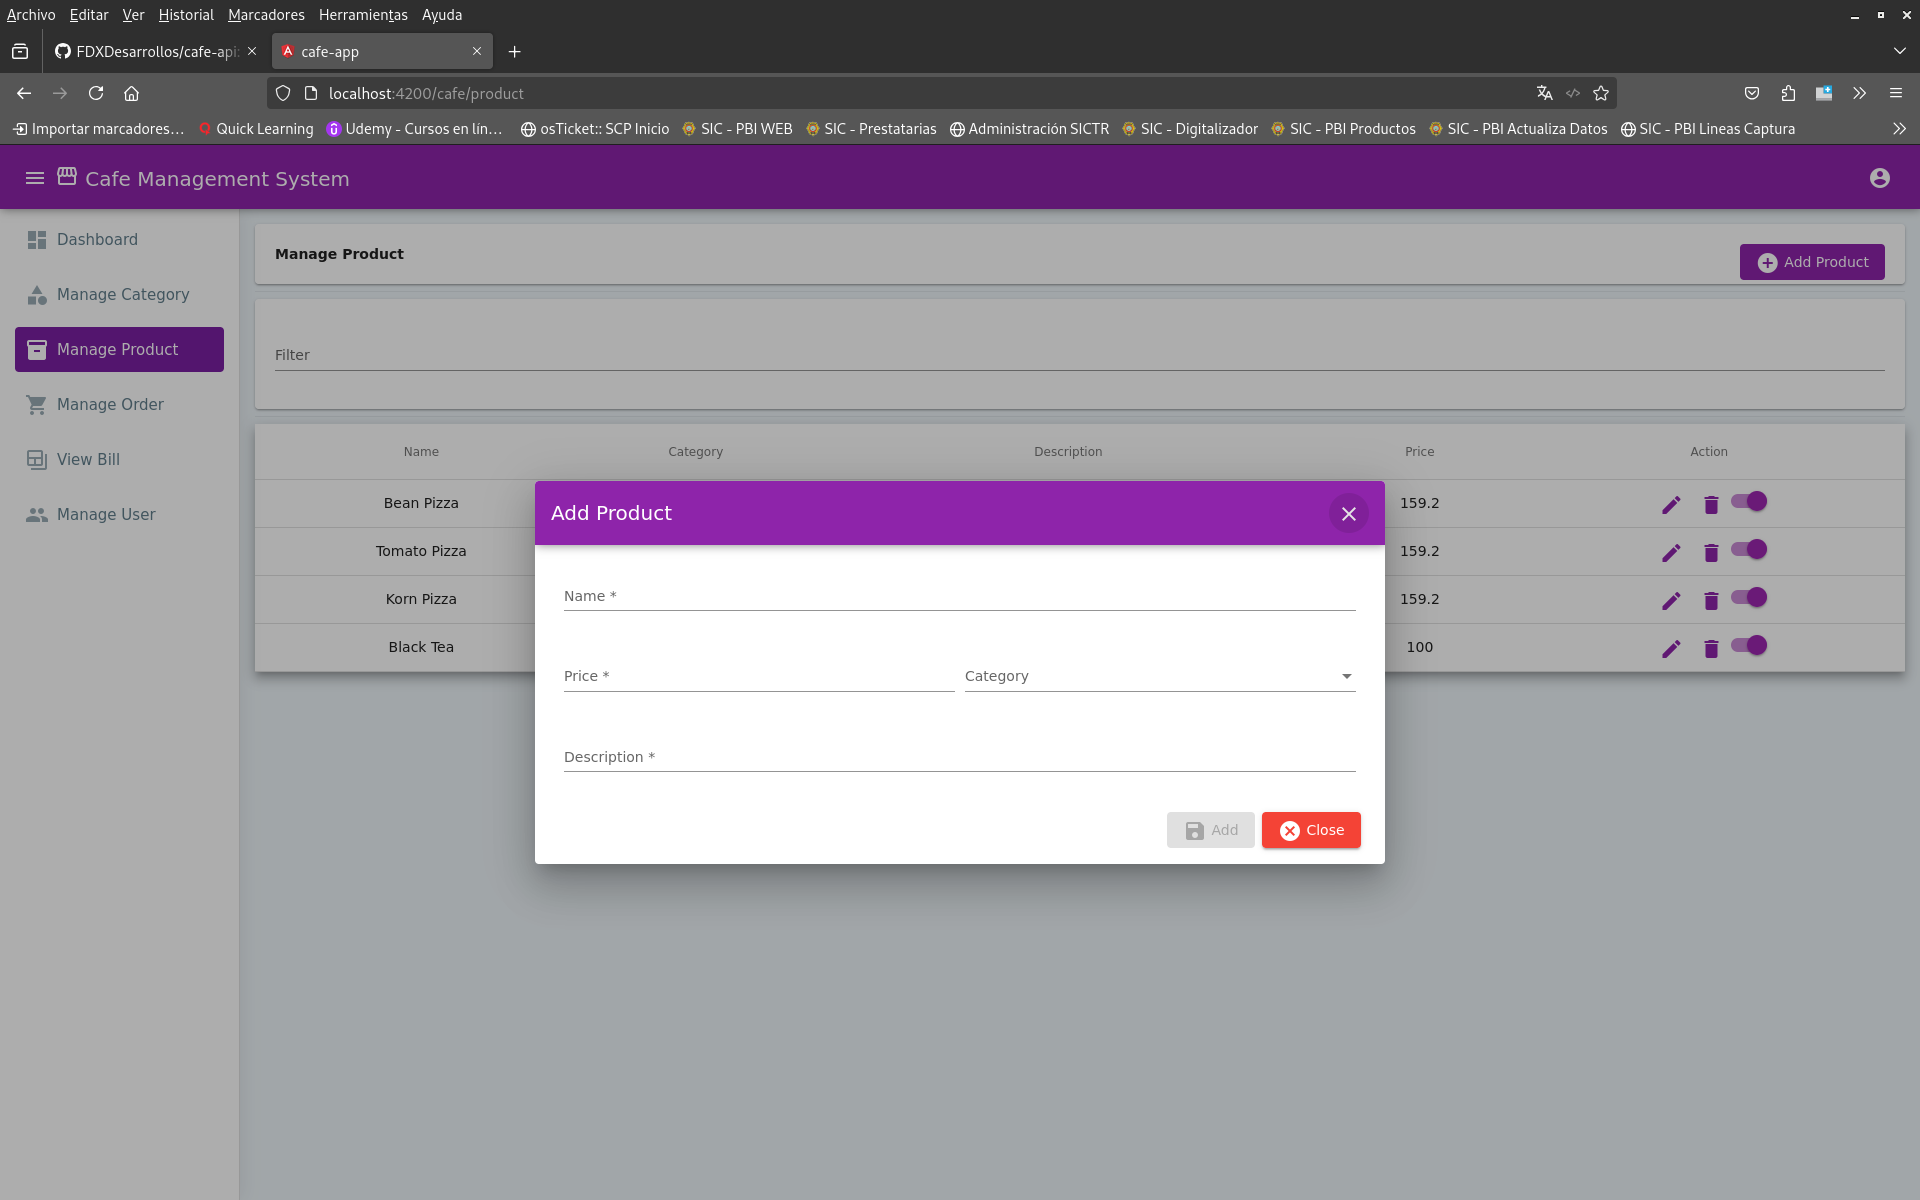 Archivo Editar Ver Historial Marcadores Herramientas Ayuda
FDXDesarrollos/cafe-api: cafe-app
localhost:4200/cafe/product
Importar marcadores... Quick Learning Udemy - Cursos en lín... osTicket:: SCP Inicio SIC - PBI WEB SIC - Prestatarias Administración SICTR SIC - Digitalizador SIC - PBI Productos SIC - PBI Actualiza Datos SIC - PBI Lineas Captura
Cafe Management System
Dashboard
Manage Category
Manage Product
Manage Order
View Bill
Manage User
Manage Product
Add Product
Filter
Name Category Description Price Action
Bean Pizza 159.2
Tomato Pizza 159.2
Korn Pizza 159.2
Black Tea 100
Add Product
Name *
Price * Category
Description *
Add Close